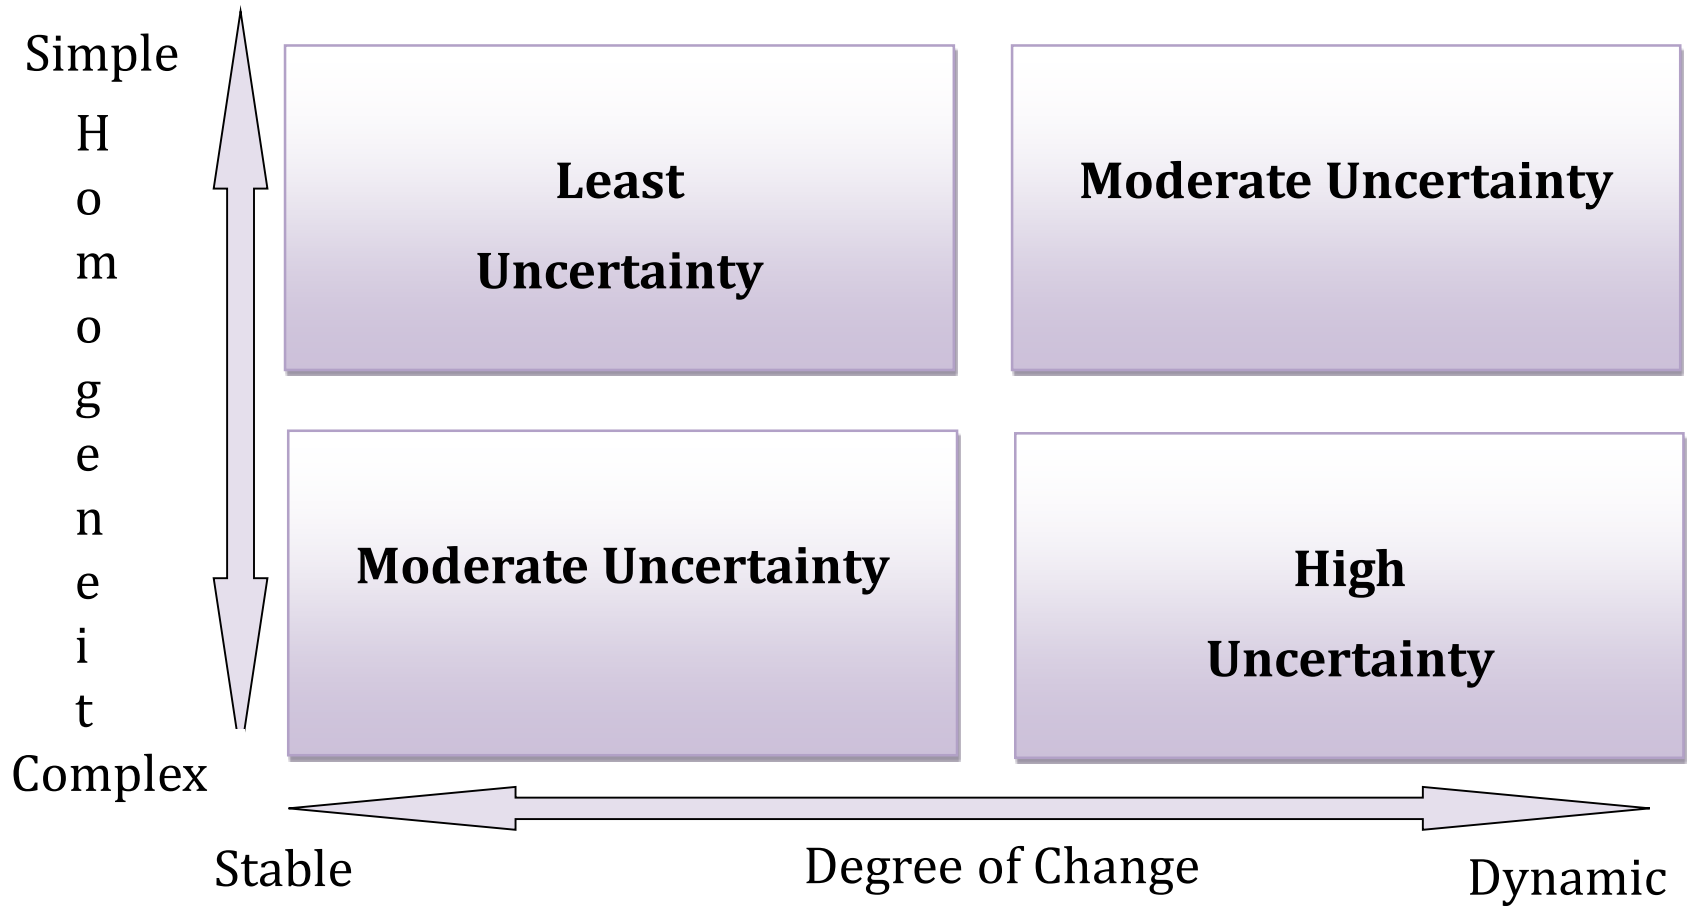 Simple
H
o
m
o
g
e
n
e
i
t
Complex
Least
Uncertainty
Moderate Uncertainty
Moderate Uncertainty
High
Uncertainty
Stable
Degree of Change
Dynamic